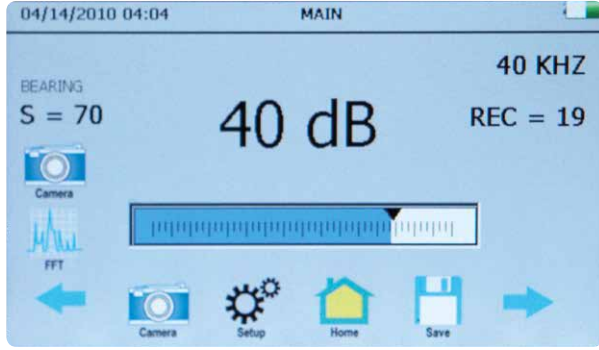 04/14/2010 04:04 MAIN
40 KHZ
BEARING
S = 70
40 dB
REC = 19
Camera
FFT
Camera Setup Home Save